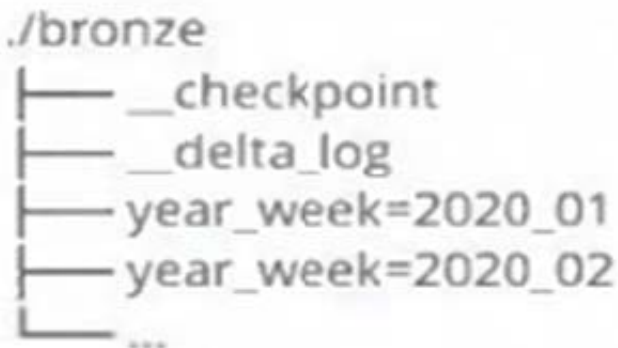 ./bronze
├── __checkpoint
├── __delta_log
├── year_week=2020_01
├── year_week=2020_02
└── ...